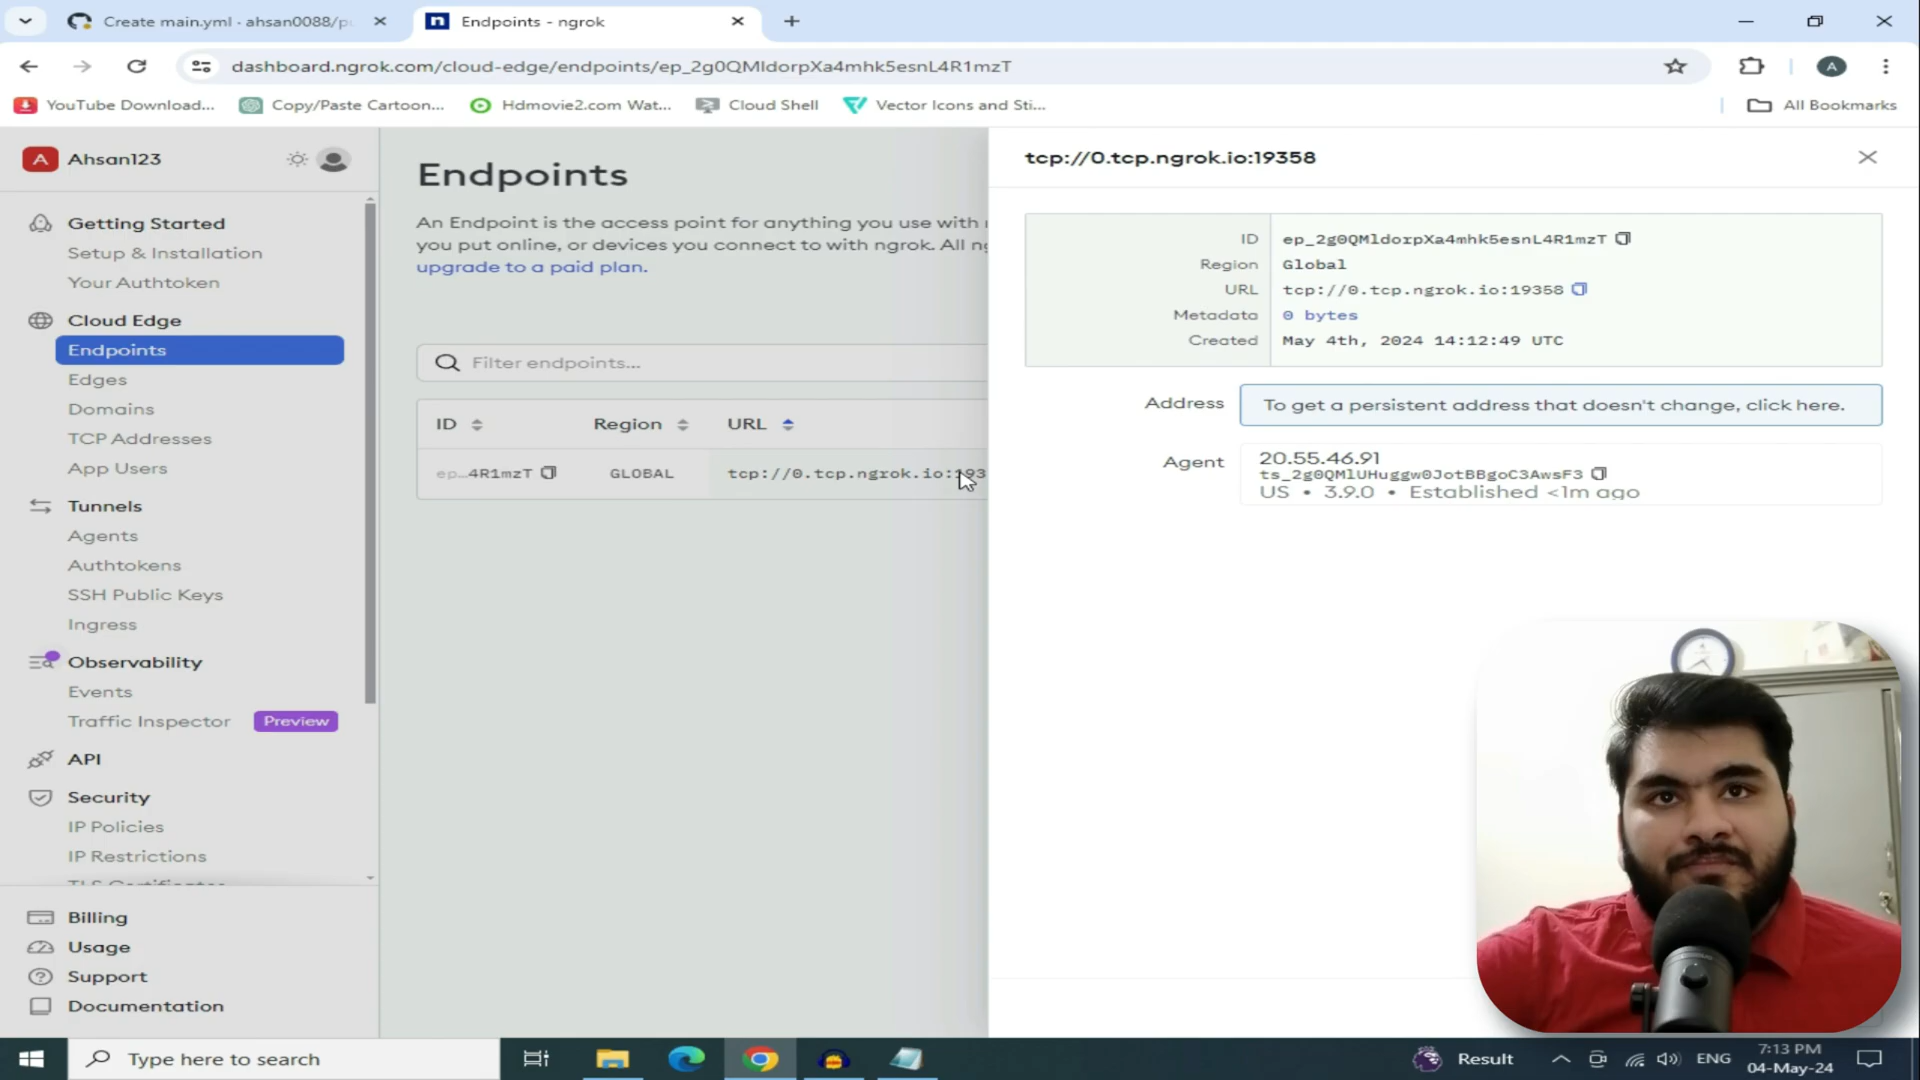 Create main.yml · ahsan0088/pu
Endpoints - ngrok
dashboard.ngrok.com/cloud-edge/endpoints/ep_2g0QMldorpXa4mhk5esnL4R1mzT
A
YouTube Download...
Copy/Paste Cartoon...
Hdmovie2.com Wat...
Cloud Shell
Vector Icons and Sti...
All Bookmarks
A Ahsan123
Getting Started
Setup & Installation
Your Authtoken
Cloud Edge
Endpoints
Edges
Domains
TCP Addresses
App Users
Tunnels
Agents
Authtokens
SSH Public Keys
Ingress
Observability
Events
Traffic Inspector Preview
API
Security
IP Policies
IP Restrictions
TLS Certificates
Billing
Usage
Support
Documentation
Endpoints
An Endpoint is the access point for anything you use with
you put online, or devices you connect to with ngrok. All
upgrade to a paid plan.
Filter endpoints...
ID Region URL
ep…4R1mzT GLOBAL tcp://0.tcp.ngrok.io:193
tcp://0.tcp.ngrok.io:19358
ID ep_2g0QMldorpXa4mhk5esnL4R1mzT
Region Global
URL tcp://0.tcp.ngrok.io:19358
Metadata 0 bytes
Created May 4th, 2024 14:12:49 UTC
Address To get a persistent address that doesn't change, click here.
Agent 20.55.46.91
ts_2g0QMlUHuggw0JotBBgoC3AwsF3
US • 3.9.0 • Established <1m ago
Type here to search
Result
ENG
7:13 PM
04-May-24